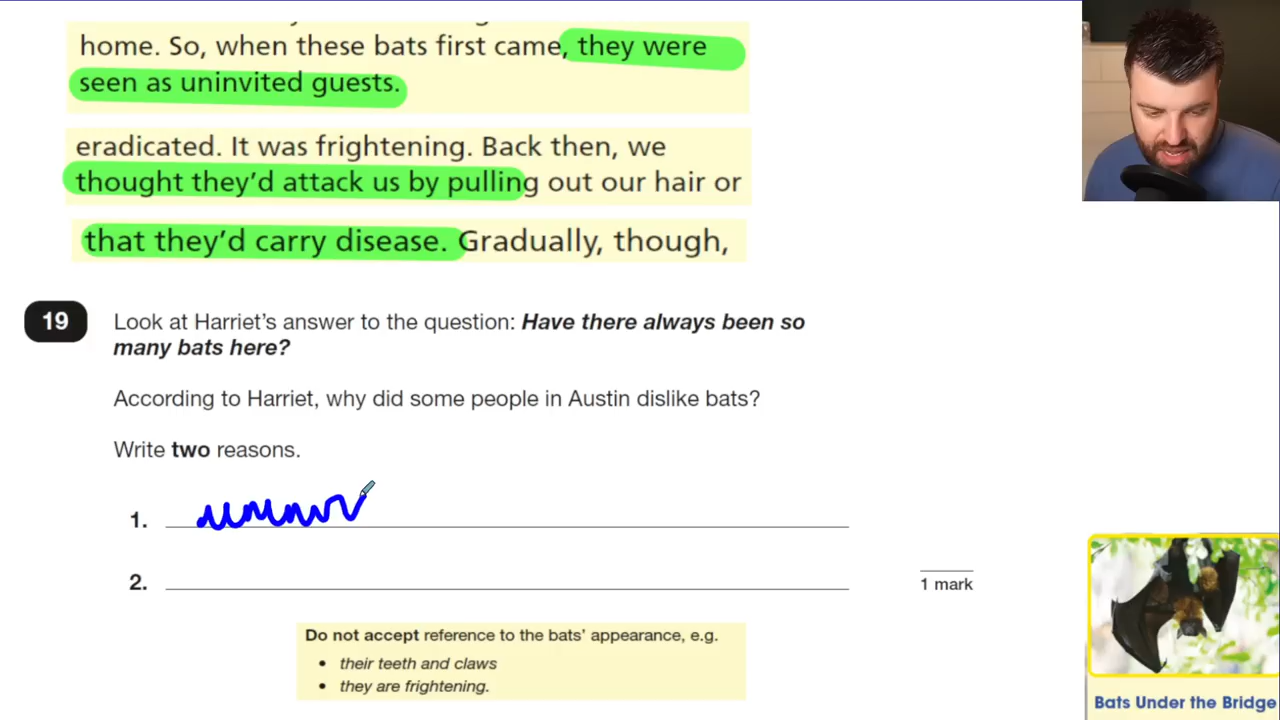 home. So, when these bats first came, they were
seen as uninvited guests.
eradicated. It was frightening. Back then, we
thought they'd attack us by pulling out our hair or
that they'd carry disease. Gradually, though,
19 Look at Harriet's answer to the question: Have there always been so
many bats here?
According to Harriet, why did some people in Austin dislike bats?
Write two reasons.
1.
2.
1 mark
Do not accept reference to the bats' appearance, e.g.
• their teeth and claws
• they are frightening.
Bats Under the Bridge